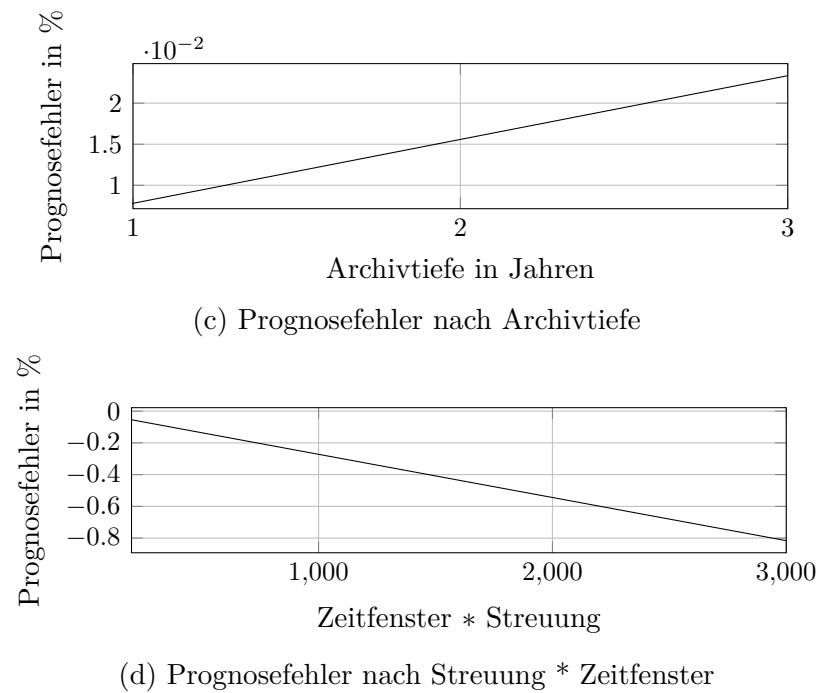 ·10⁻²
Prognosefehler in %
2
1.5
1
1 2 3
Archivtiefe in Jahren
(c) Prognosefehler nach Archivtiefe
Prognosefehler in %
0
−0.2
−0.4
−0.6
−0.8
1,000 2,000 3,000
Zeitfenster ∗ Streuung
(d) Prognosefehler nach Streuung * Zeitfenster